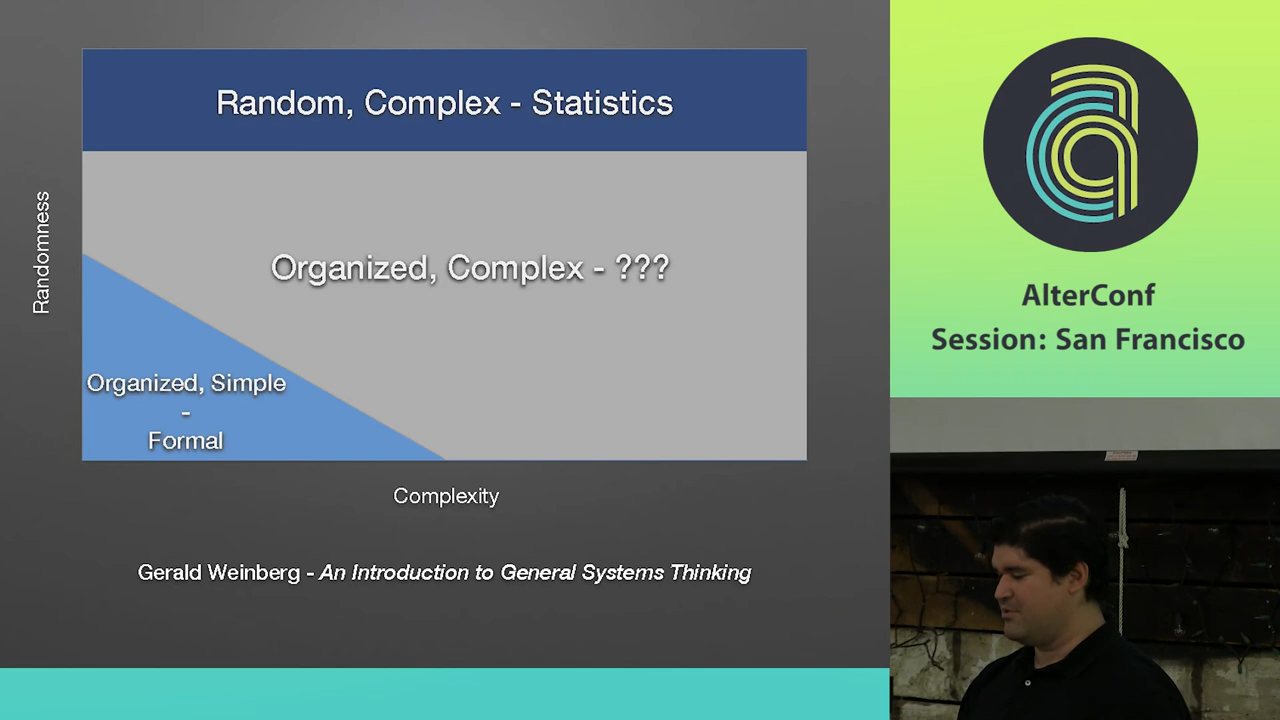 Random, Complex - Statistics
Randomness
Organized, Complex - ???
Organized, Simple
-
Formal
Complexity
Gerald Weinberg - An Introduction to General Systems Thinking
AlterConf
Session: San Francisco